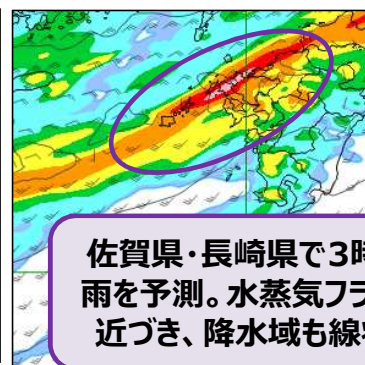 佐賀県・長崎県で3時
雨を予測。水蒸気フラ
近づき、降水域も線